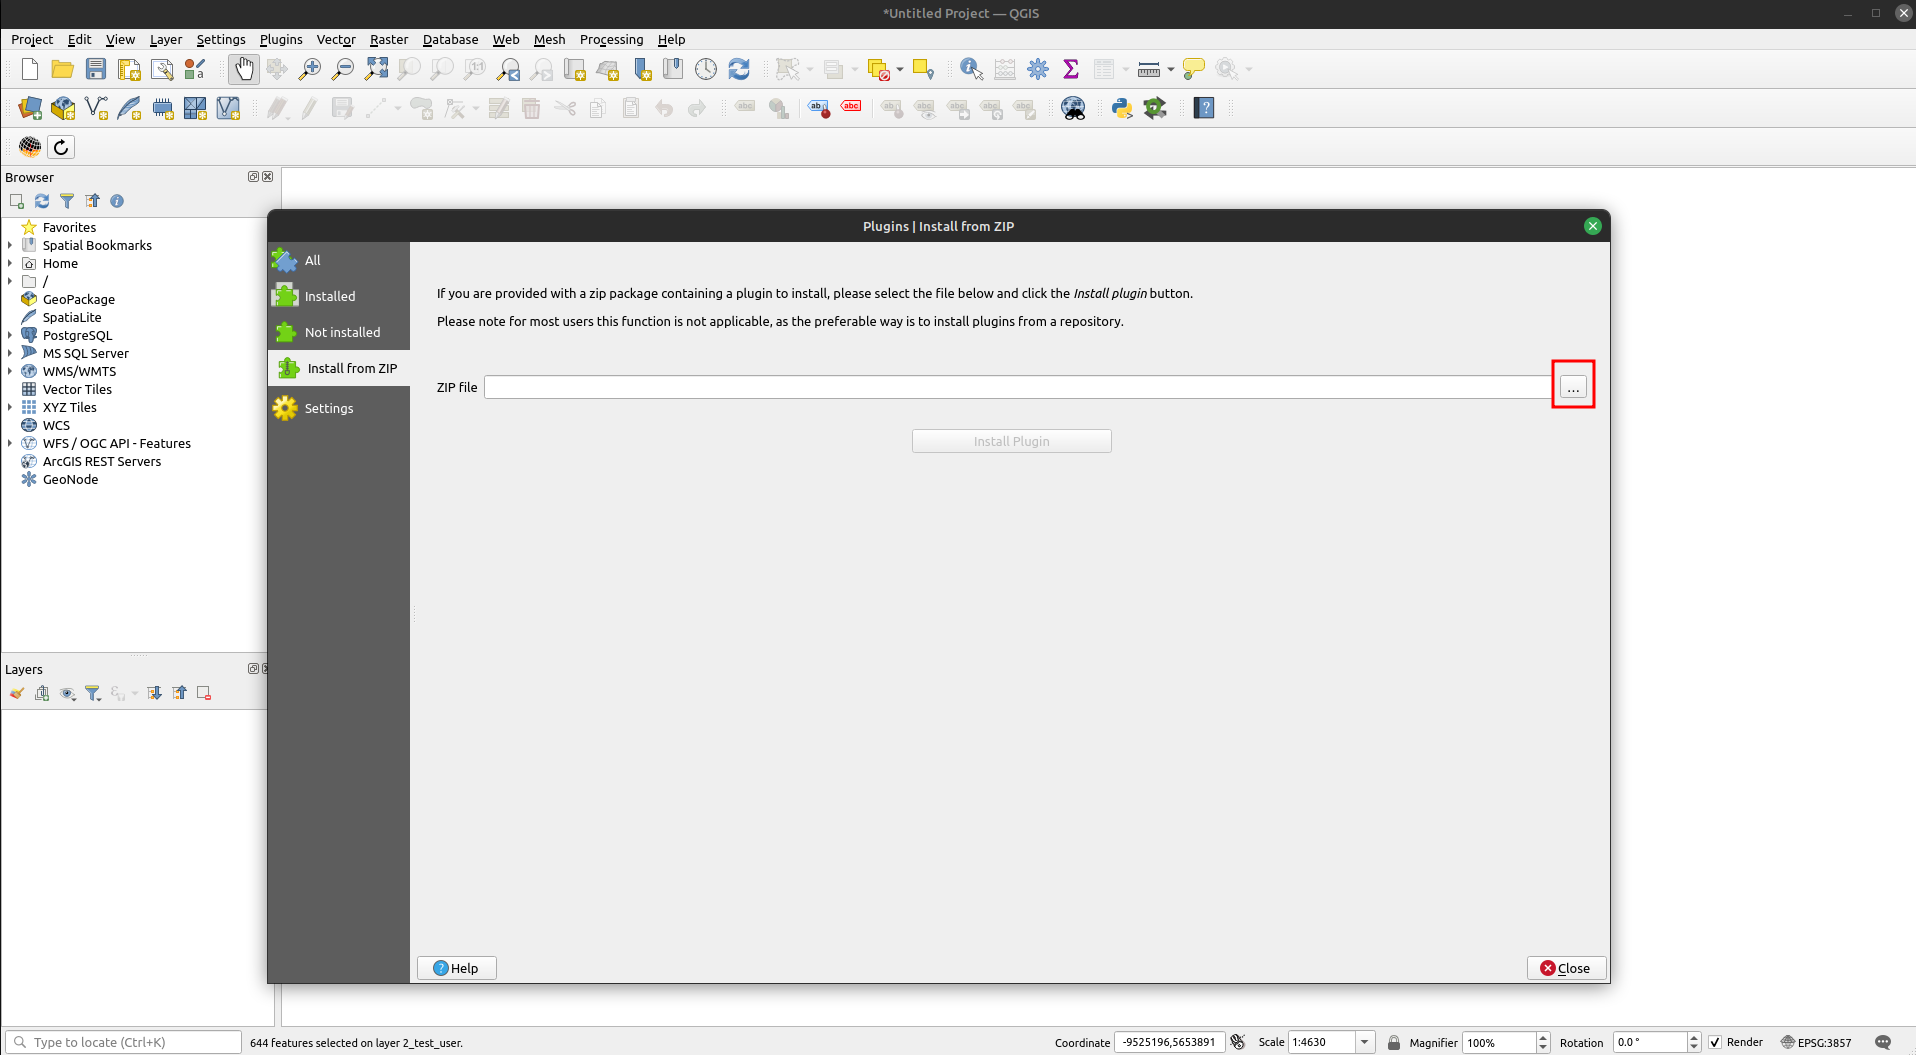 *Untitled Project — QGIS
Project Edit View Layer Settings Plugins Vector Raster Database Web Mesh Processing Help
Browser
Favorites
Spatial Bookmarks
Home
/
GeoPackage
SpatiaLite
PostgreSQL
MS SQL Server
WMS/WMTS
Vector Tiles
XYZ Tiles
WCS
WFS / OGC API - Features
ArcGIS REST Servers
GeoNode
Layers
Plugins | Install from ZIP
All
Installed
Not installed
Install from ZIP
Settings
If you are provided with a zip package containing a plugin to install, please select the file below and click the Install plugin button.
Please note for most users this function is not applicable, as the preferable way is to install plugins from a repository.
ZIP file
...
Install Plugin
Help
Close
Type to locate (Ctrl+K) 644 features selected on layer 2_test_user. Coordinate -9525196,5653891 Scale 1:4630 Magnifier 100% Rotation 0.0 ° Render EPSG:3857